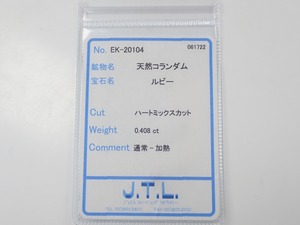 No. EK-20104 061722
鉱物名 天然コランダム
宝石名 ルビー
Cut ハートミックスカット
Weight 0.408 ct
Comment 通常-加熱
J.T.L.